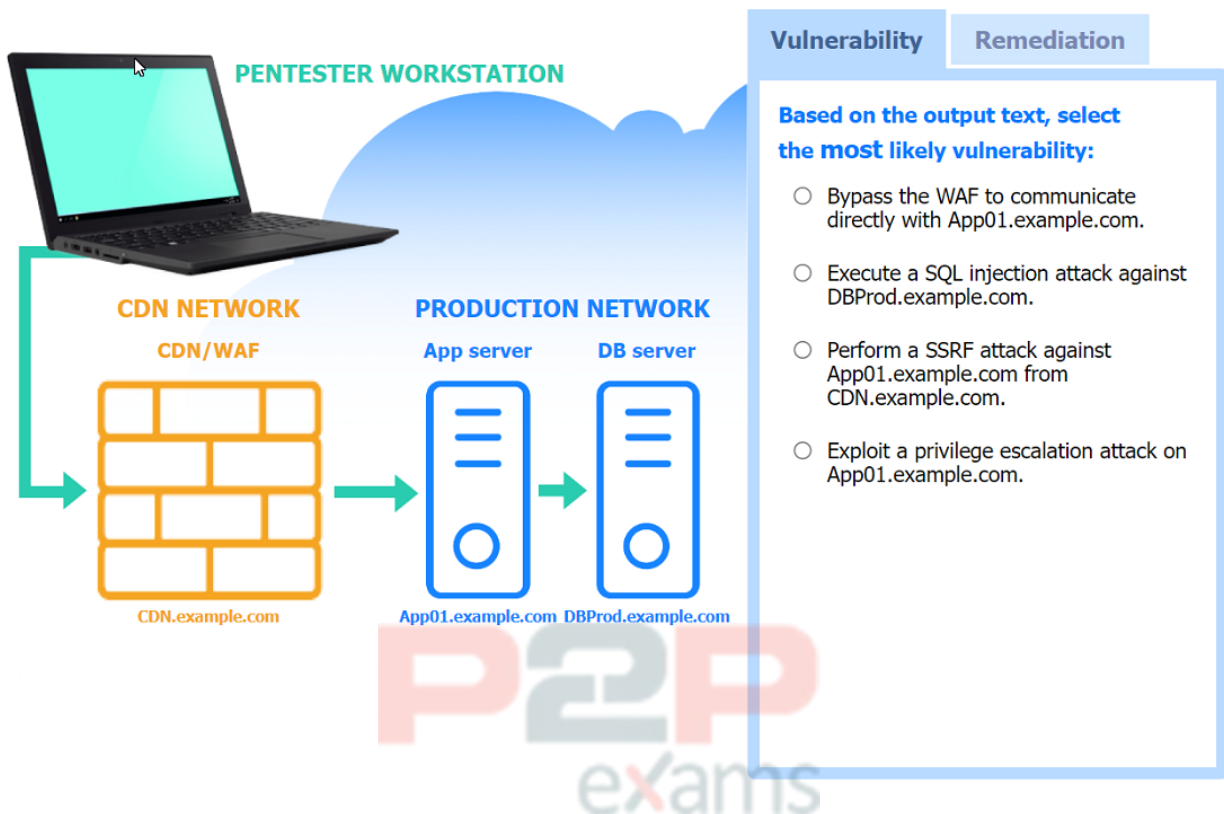 PENTESTER WORKSTATION
CDN NETWORK
CDN/WAF
CDN.example.com
PRODUCTION NETWORK
App server
DB server
App01.example.com
DBProd.example.com
Vulnerability
Remediation
Based on the output text, select
the most likely vulnerability:
Bypass the WAF to communicate
directly with App01.example.com.
Execute a SQL injection attack against
DBProd.example.com.
Perform a SSRF attack against
App01.example.com from
CDN.example.com.
Exploit a privilege escalation attack on
App01.example.com.
P2P
exams